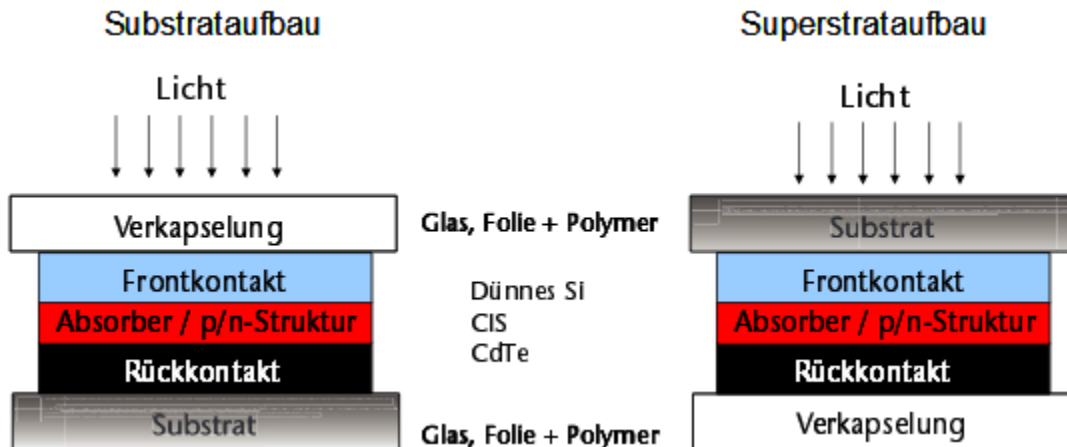 Substrataufbau
Licht
Verkapselung
Frontkontakt
Absorber / p/n-Struktur
Rückkontakt
Substrat
Glas, Folie + Polymer
Dünnes Si
CIS
CdTe
Glas, Folie + Polymer
Superstrataufbau
Licht
Substrat
Frontkontakt
Absorber / p/n-Struktur
Rückkontakt
Verkapselung